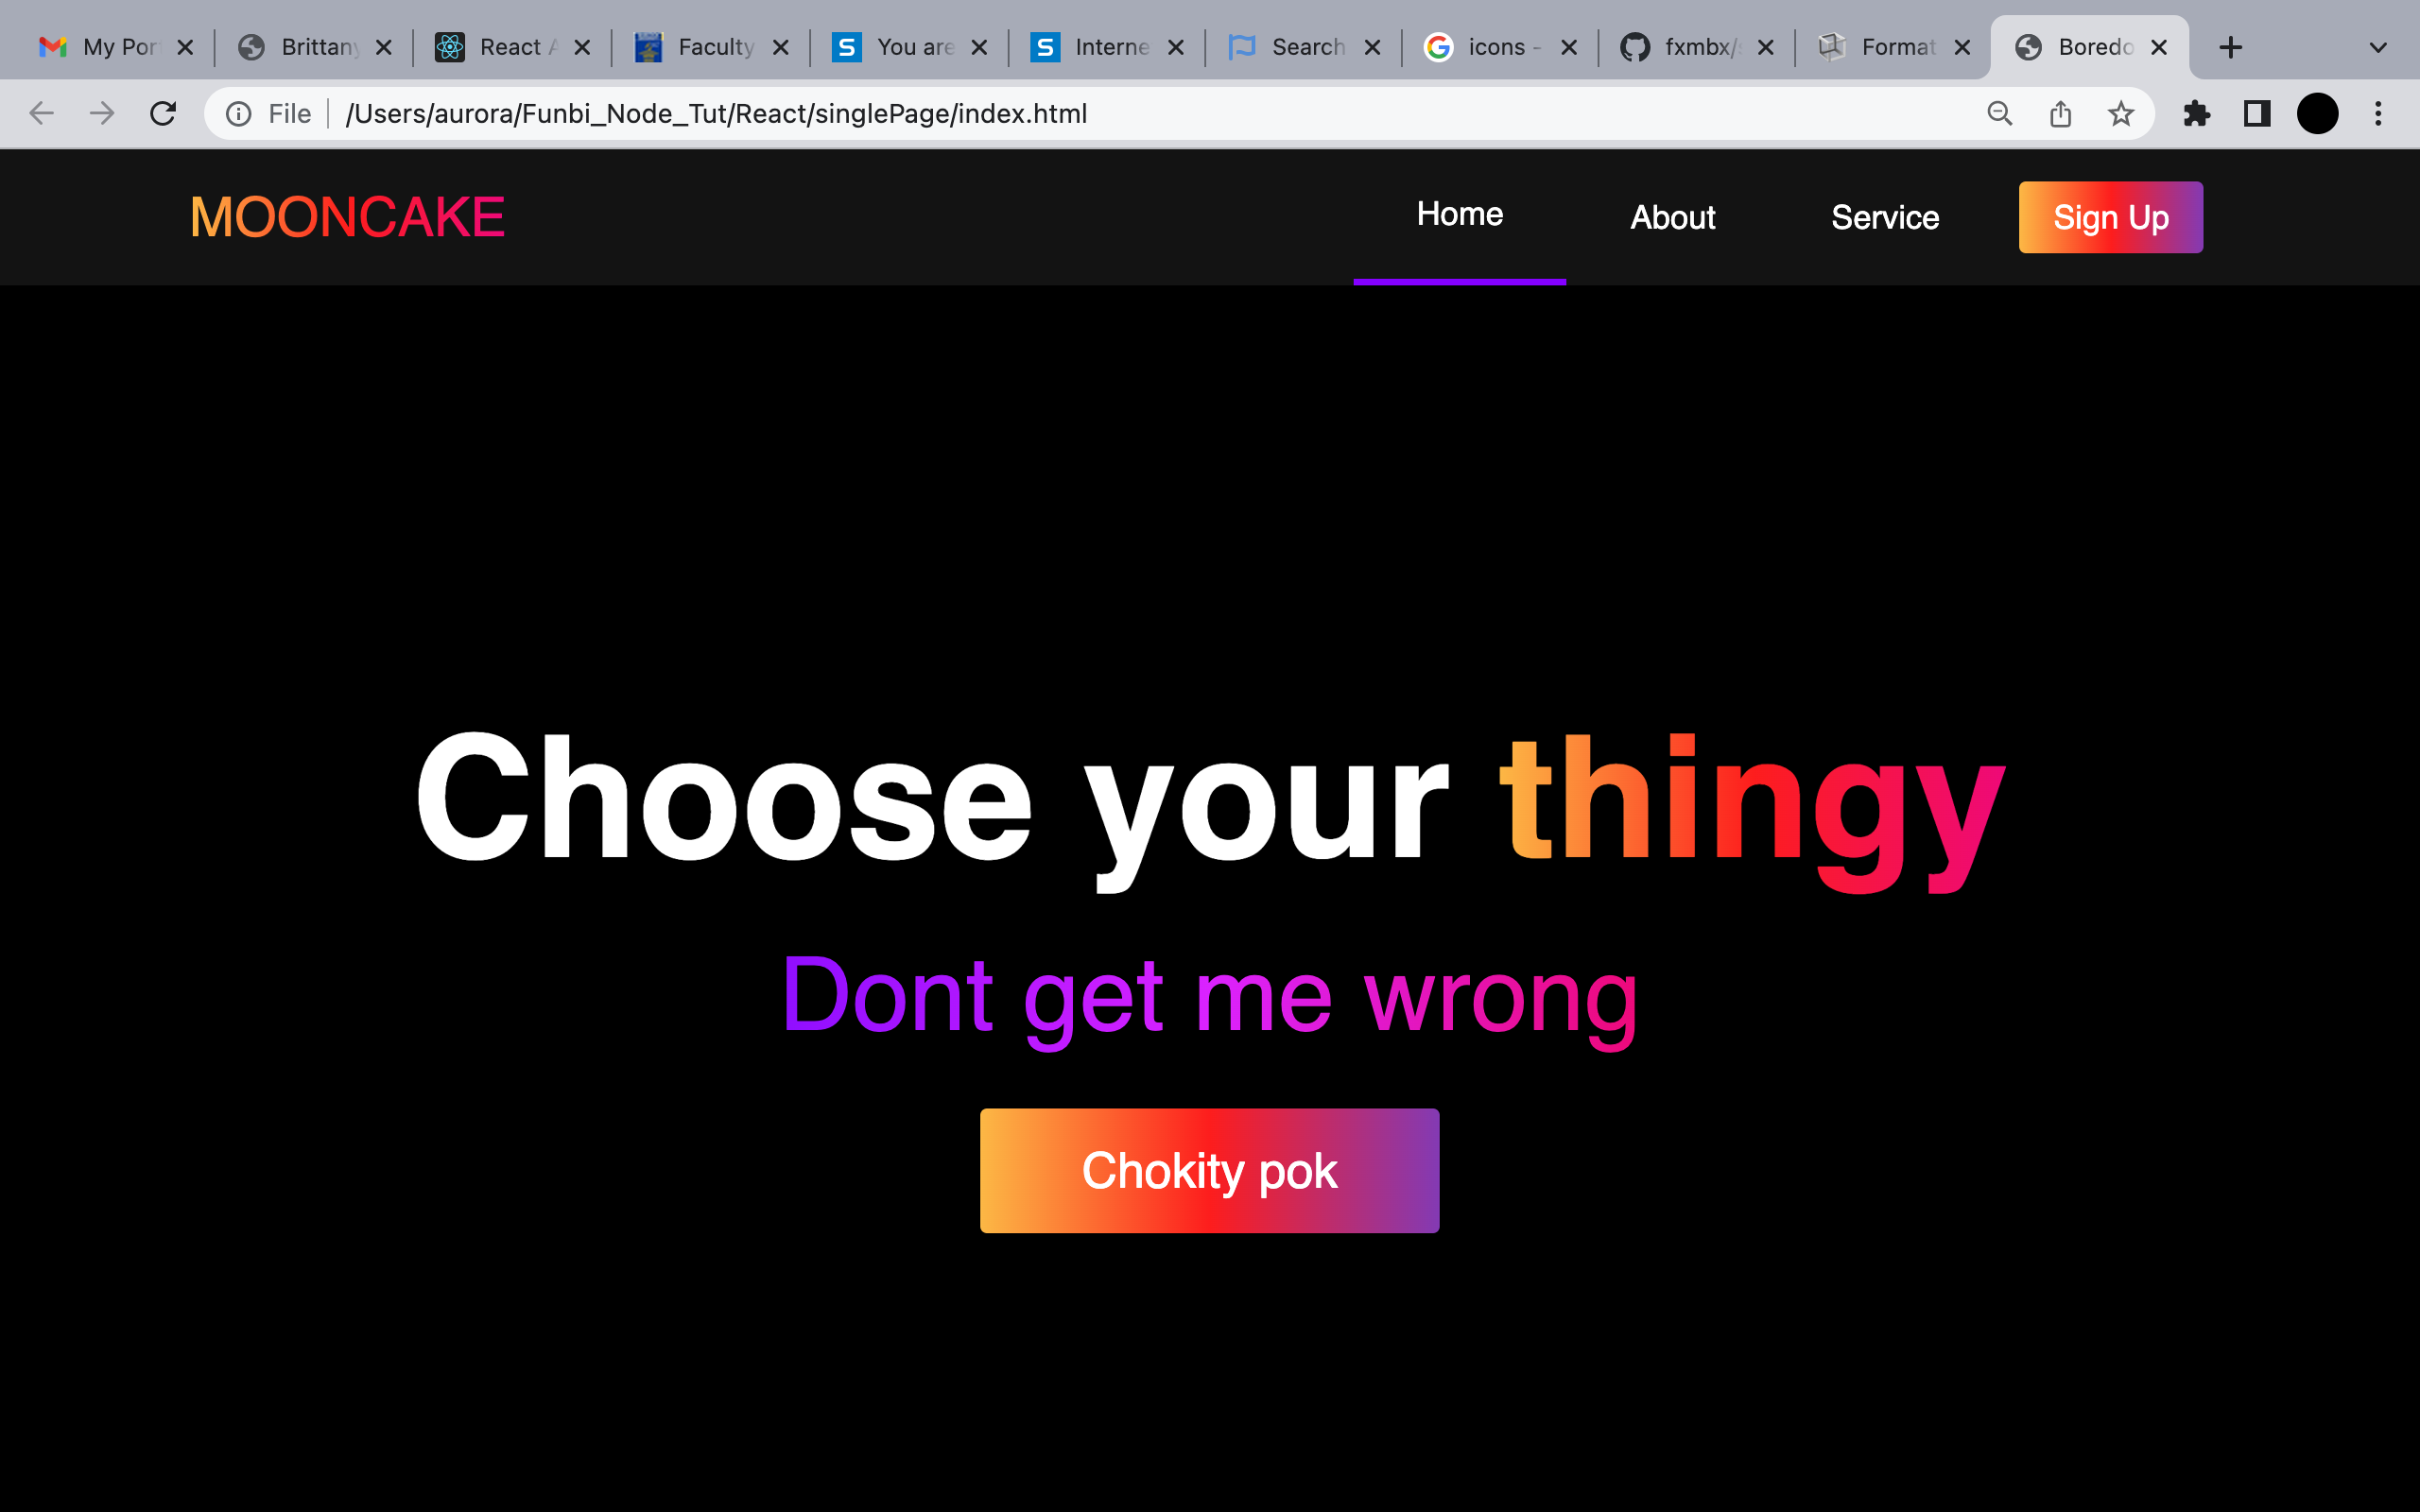 My Por Brittany React A Faculty You are Interne Search icons - fxmbx/s Format Boredo
File /Users/aurora/Funbi_Node_Tut/React/singlePage/index.html
MOONCAKE Home About Service Sign Up
Choose your thingy
Dont get me wrong
Chokity pok